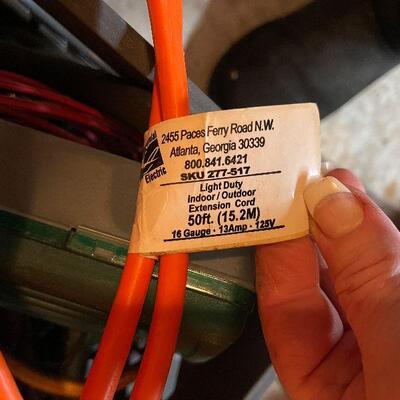 2455 Paces Ferry Road N.W.
Atlanta, Georgia 30339
800.841.6421
SKU 277-517
Electric
Light Duty
Indoor / Outdoor
Extension Cord
50ft. (15.2M)
16 Gauge · 13Amp · 125V